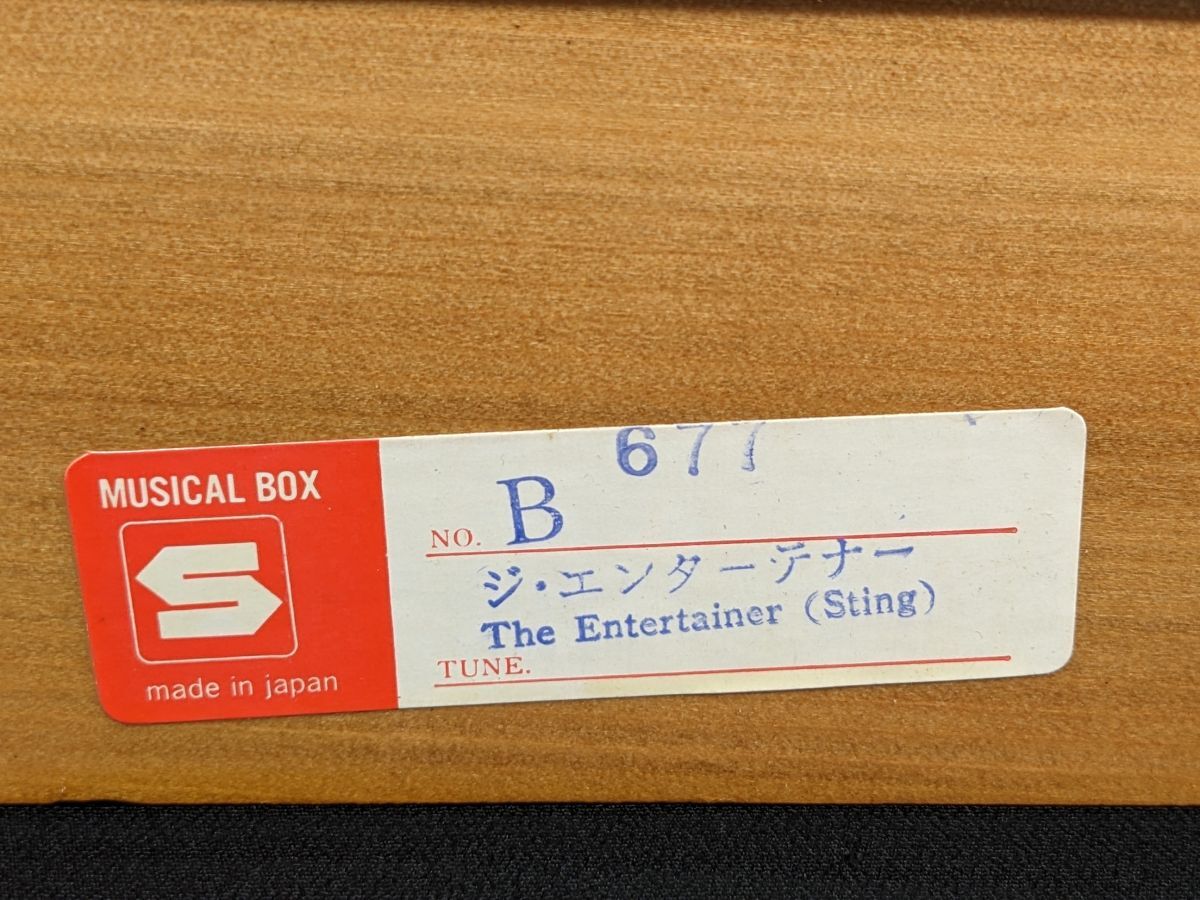 MUSICAL BOX
S
made in japan
677
NO. B
ジ・エンターテナー
The Entertainer (Sting)
TUNE.